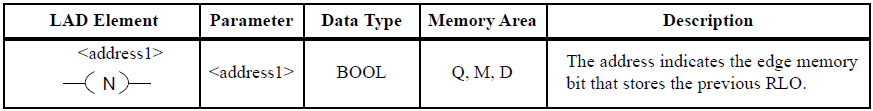 LAD Element Parameter Data Type Memory Area Description
<address1>
N
<address1> BOOL Q, M, D
The address indicates the edge memory
bit that stores the previous RLO.